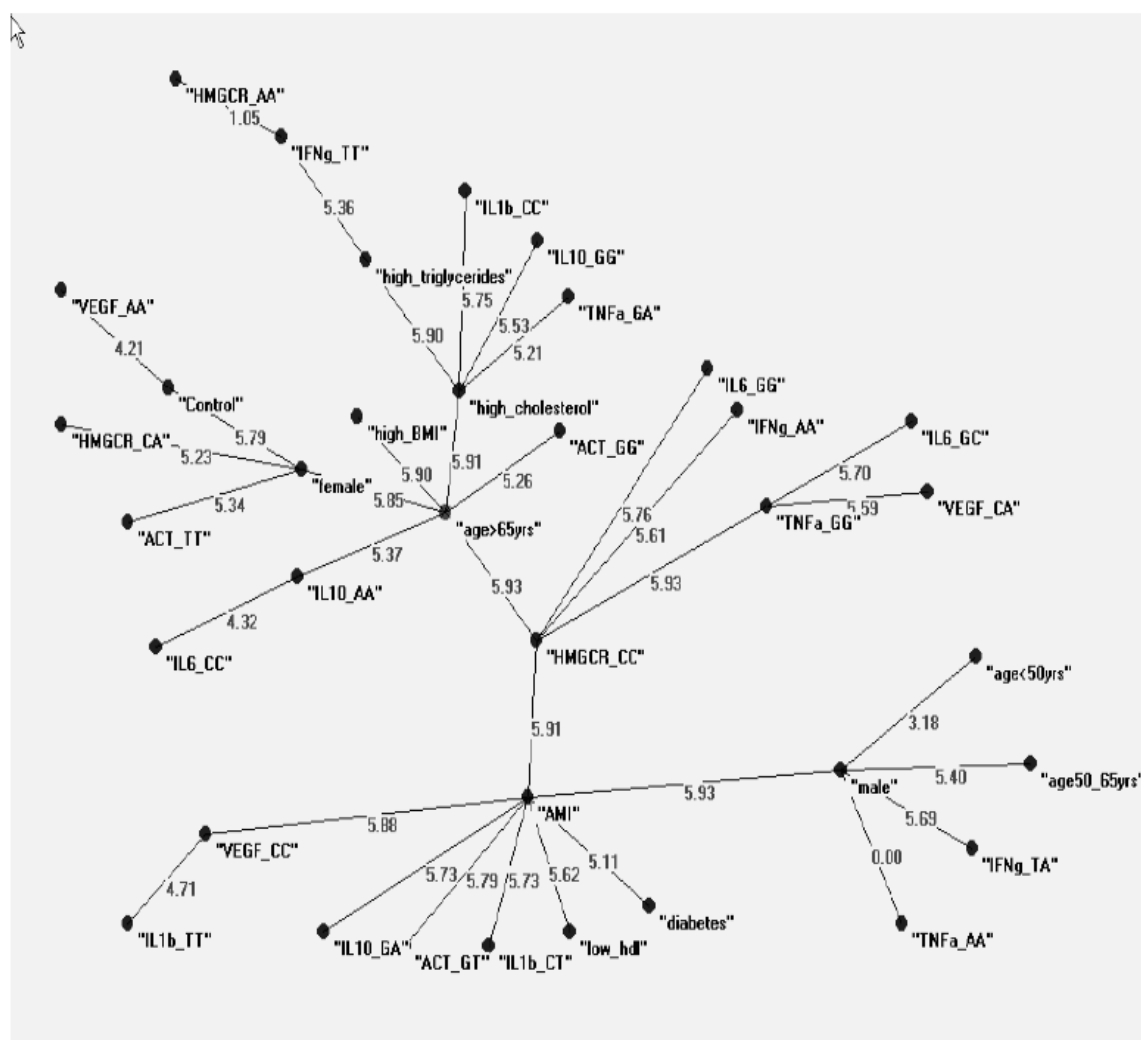 "HMGCR_AA"
1.05
"IFNg_TT"
5.36
"IL1b_CC"
"IL10_GG"
"high_triglycerides"
"VEGF_AA"
5.75
"TNFa_GA"
5.53
5.90
5.21
4.21
"IL6_GG"
"Control"
"high_cholesterol"
"IFNg_AA"
"high_BMI"
"HMGCR_CA"
5.79
"ACT_GG"
"IL6_GC"
5.23
5.91
5.90
5.26
5.70
"female"
5.85
5.34
5.76
5.59
"VEGF_CA"
"TNFa_GG"
"age>65yrs"
5.61
"ACT_TT"
5.37
5.93
5.93
"IL10_AA"
4.32
"HMGCR_CC"
"IL6_CC"
"age<50yrs"
3.18
5.91
5.40
"age50_65yrs"
"male"
5.93
"AMI"
5.69
5.88
"VEGF_CC"
0.00
5.11
"IFNg_TA"
5.73
5.79
5.73
5.62
4.71
"diabetes"
"IL1b_TT"
"IL10_GA"
"low_hdl"
"TNFa_AA"
"ACT_GT"
"IL1b_CT"